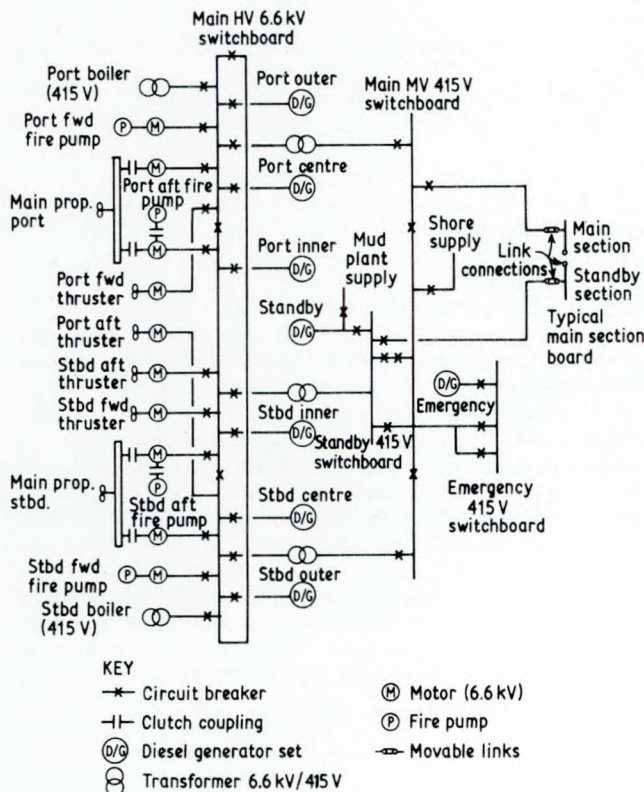 Main HV 6.6 kV
switchboard
Port boiler
(415 V)
Port outer
D/G
Main MV 415 V
switchboard
Port fwd
fire pump
P
M
Port centre
D/G
M
Port aft fire
pump
P
Main prop.
port
M
Port inner
D/G
Mud
plant
supply
Shore
supply
Link
connections
Main
section
Standby
section
Typical
main section
board
Port fwd
thruster
M
Port aft
thruster
M
Standby
D/G
Stbd aft
thruster
M
Stbd fwd
thruster
M
Stbd inner
D/G
Standby 415 V
switchboard
D/G
Emergency
Emergency
415 V
switchboard
M
P
Main prop.
stbd.
Stbd aft
fire pump
M
Stbd centre
D/G
Stbd fwd
fire pump
P
M
Stbd outer
D/G
Stbd boiler
(415 V)
KEY
Circuit breaker
Clutch coupling
D/G
Diesel generator set
Transformer 6.6 kV/415 V
M
Motor (6.6 kV)
P
Fire pump
Movable links